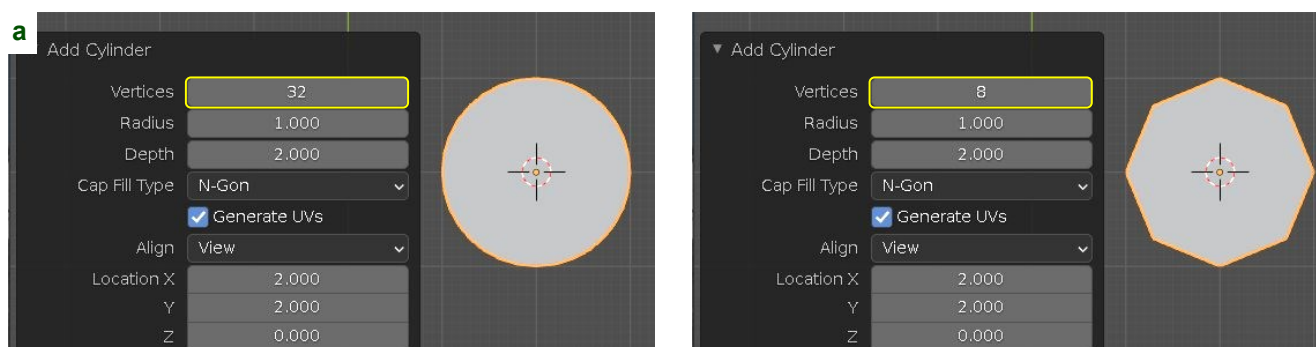 a
Add Cylinder
Vertices 32
Radius 1.000
Depth 2.000
Cap Fill Type N-Gon
Generate UVs
Align View
Location X 2.000
Y 2.000
Z 0.000
Add Cylinder
Vertices 8
Radius 1.000
Depth 2.000
Cap Fill Type N-Gon
Generate UVs
Align View
Location X 2.000
Y 2.000
Z 0.000